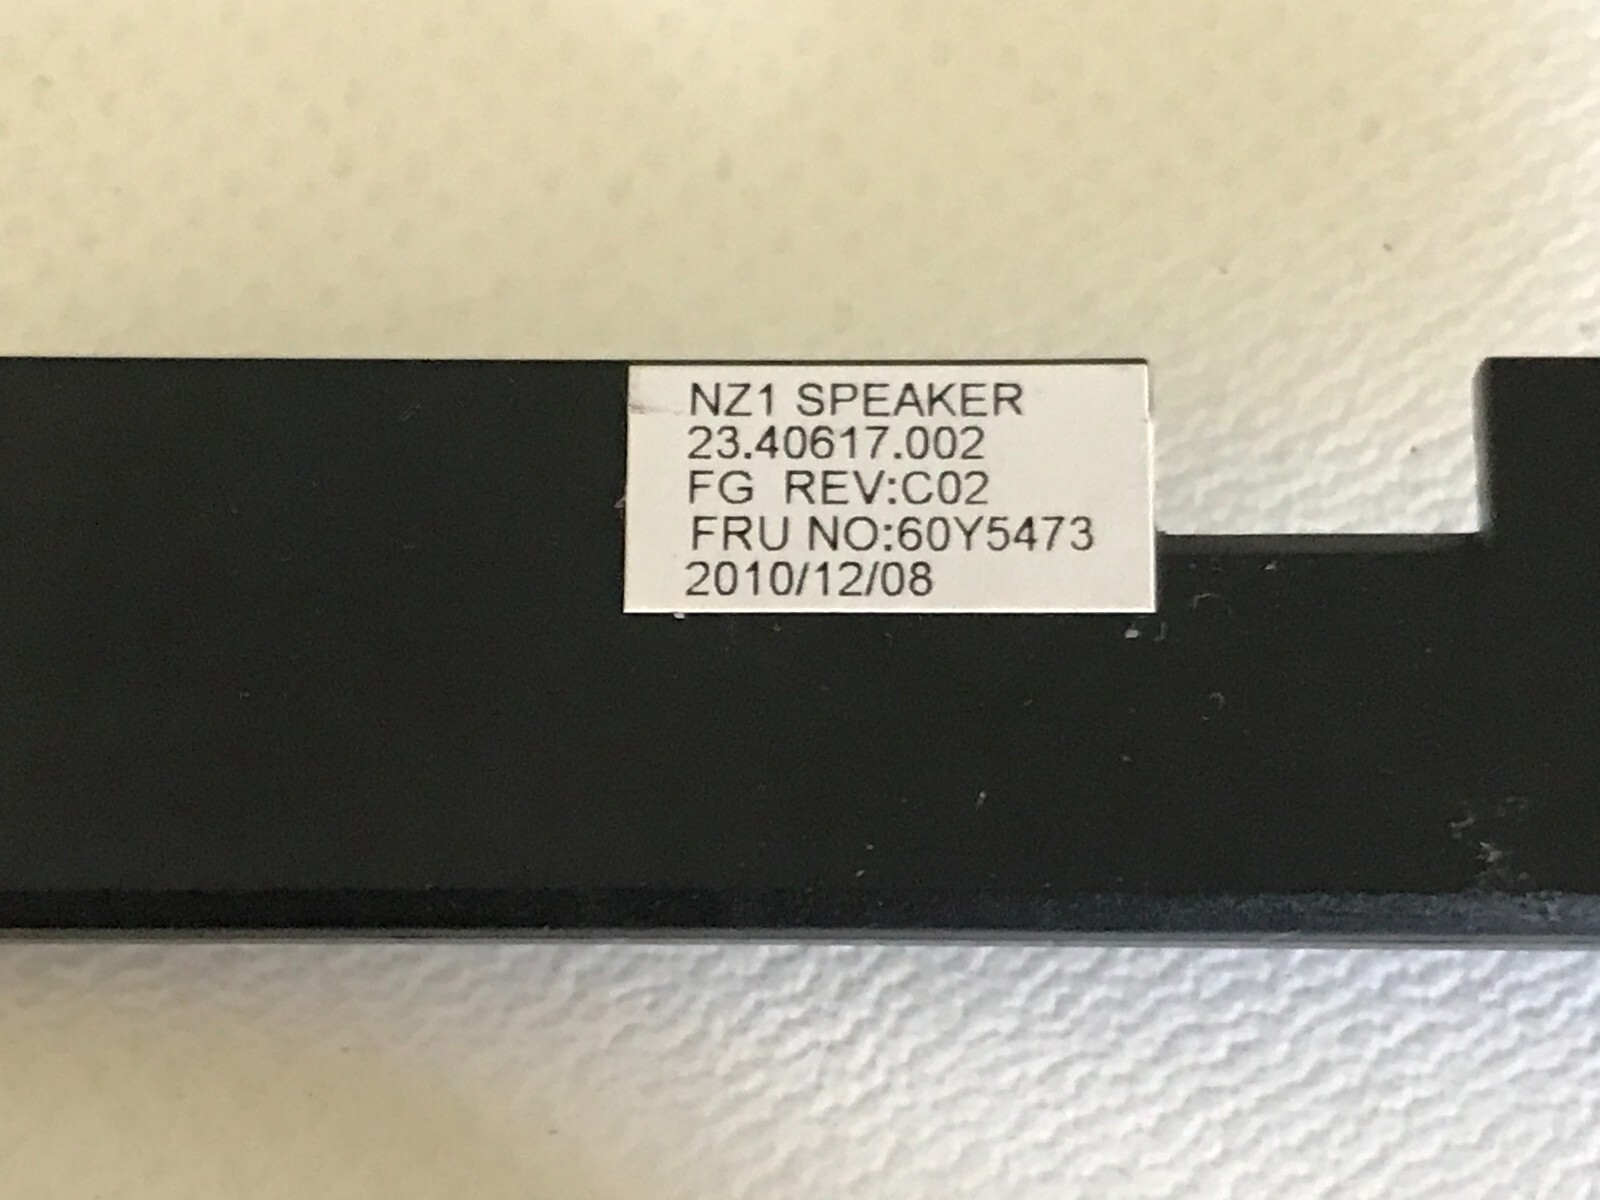 NZ1 SPEAKER
23.40617.002
FG REV:C02
FRU NO:60Y5473
2010/12/08